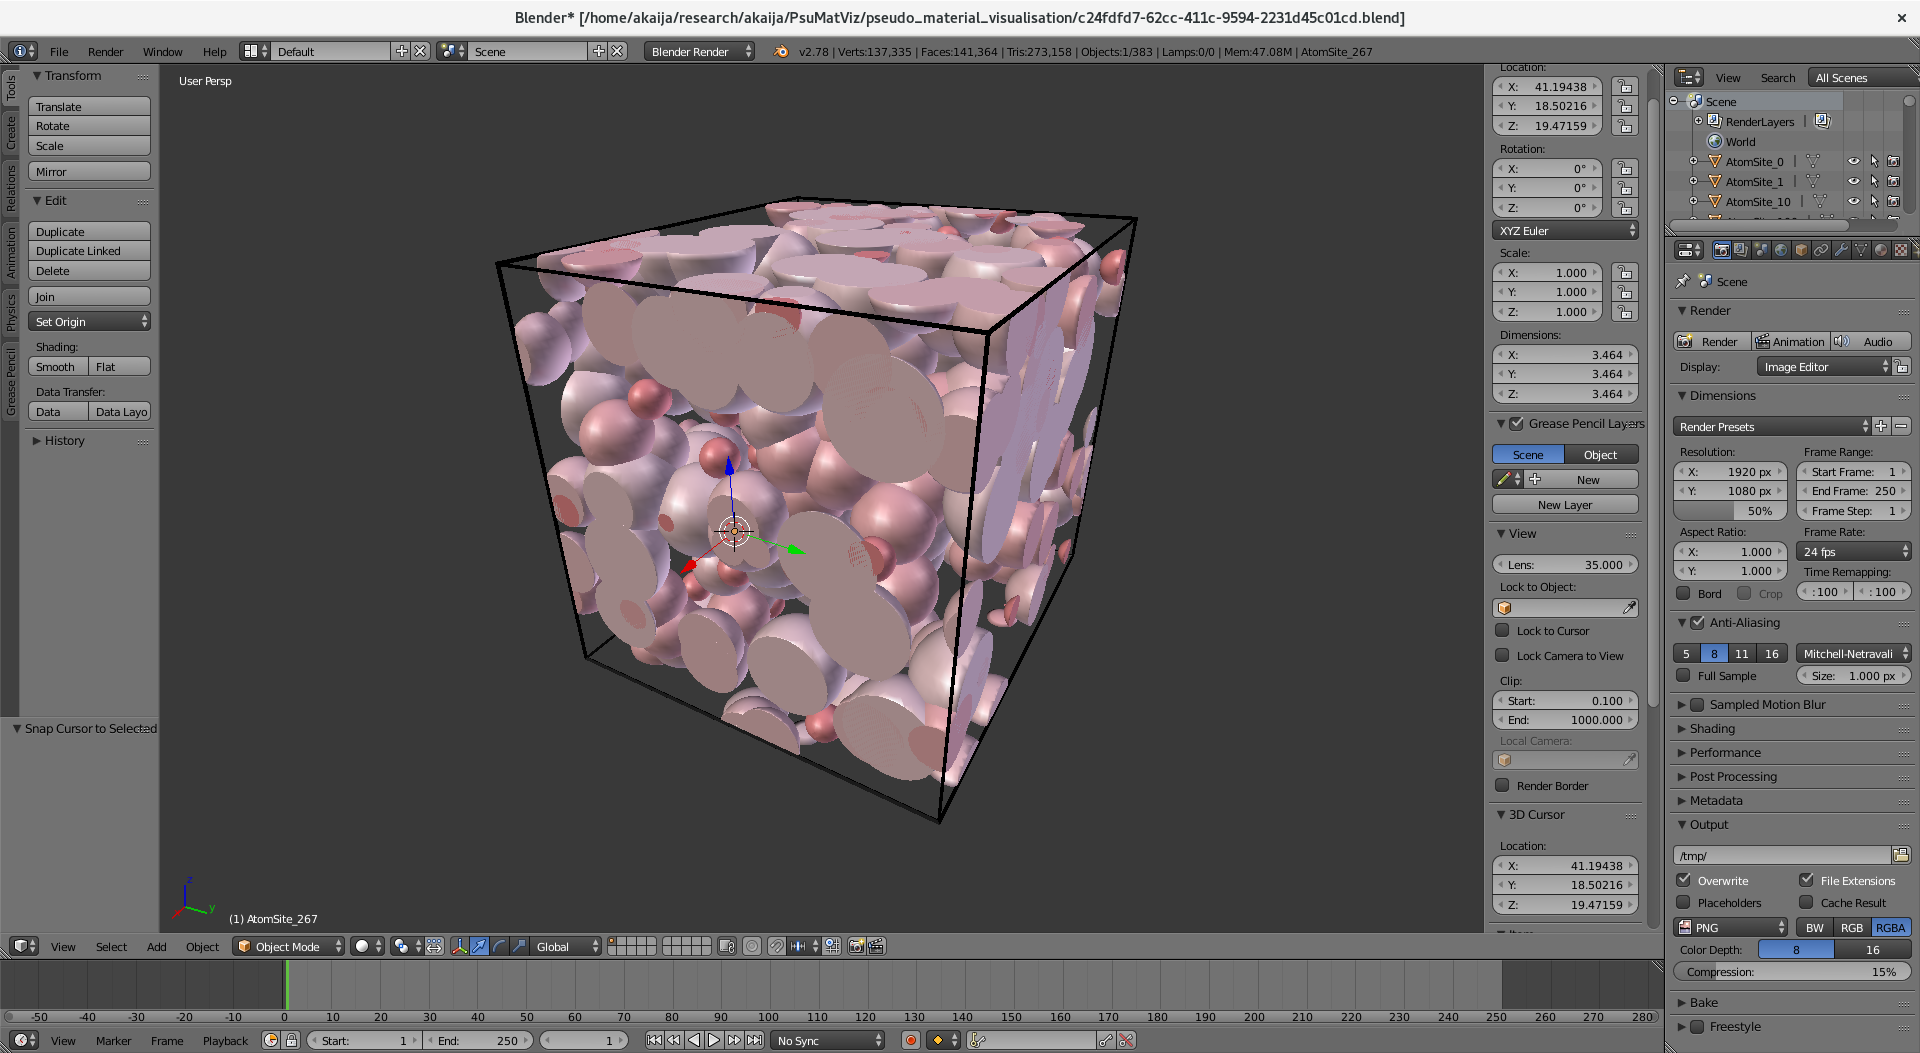 Blender* [/home/akaija/research/akaija/PsuMatViz/pseudo_material_visualisation/c24fdfd7-62cc-411c-9594-2231d45c01cd.blend]
File Render Window Help Default Scene Blender Render v2.78 | Verts:137,335 | Faces:141,364 | Tris:273,158 | Objects:1/383 | Lamps:0/0 | Mem:47.08M | AtomSite_267
Tools
Create
Relations
Animation
Physics
Grease Pencil
Transform
Translate
Rotate
Scale
Mirror
Edit
Duplicate
Duplicate Linked
Delete
Join
Set Origin
Shading:
Smooth Flat
Data Transfer:
Data Data Layo
History
Snap Cursor to Selected
User Persp
z
y
(1) AtomSite_267
Location:
X: 41.19438
Y: 18.50216
Z: 19.47159
Rotation:
X: 0°
Y: 0°
Z: 0°
XYZ Euler
Scale:
X: 1.000
Y: 1.000
Z: 1.000
Dimensions:
X: 3.464
Y: 3.464
Z: 3.464
Grease Pencil Layers
Scene Object
New
New Layer
View
Lens: 35.000
Lock to Object:
Lock to Cursor
Lock Camera to View
Clip:
Start: 0.100
End: 1000.000
Local Camera:
Render Border
3D Cursor
Location:
X: 41.19438
Y: 18.50216
Z: 19.47159
View Search All Scenes
Scene
RenderLayers |
World
AtomSite_0 |
AtomSite_1 |
AtomSite_10 |
Scene
Render
Render Animation Audio
Display: Image Editor
Dimensions
Render Presets
Resolution: Frame Range:
X: 1920 px Start Frame: 1
Y: 1080 px End Frame: 250
50% Frame Step: 1
Aspect Ratio: Frame Rate:
X: 1.000 24 fps
Y: 1.000 Time Remapping:
Bord Crop :100 :100
Anti-Aliasing
5 8 11 16 Mitchell-Netravali
Full Sample Size: 1.000 px
Sampled Motion Blur
Shading
Performance
Post Processing
Metadata
Output
/tmp/
Overwrite File Extensions
Placeholders Cache Result
PNG BW RGB RGBA
Color Depth: 8 16
Compression: 15%
Bake
Freestyle
View Select Add Object Object Mode Global
-50 -40 -30 -20 -10 0 10 20 30 40 50 60 70 80 90 100 110 120 130 140 150 160 170 180 190 200 210 220 230 240 250 260 270 280
View Marker Frame Playback Start: 1 End: 250 1 No Sync